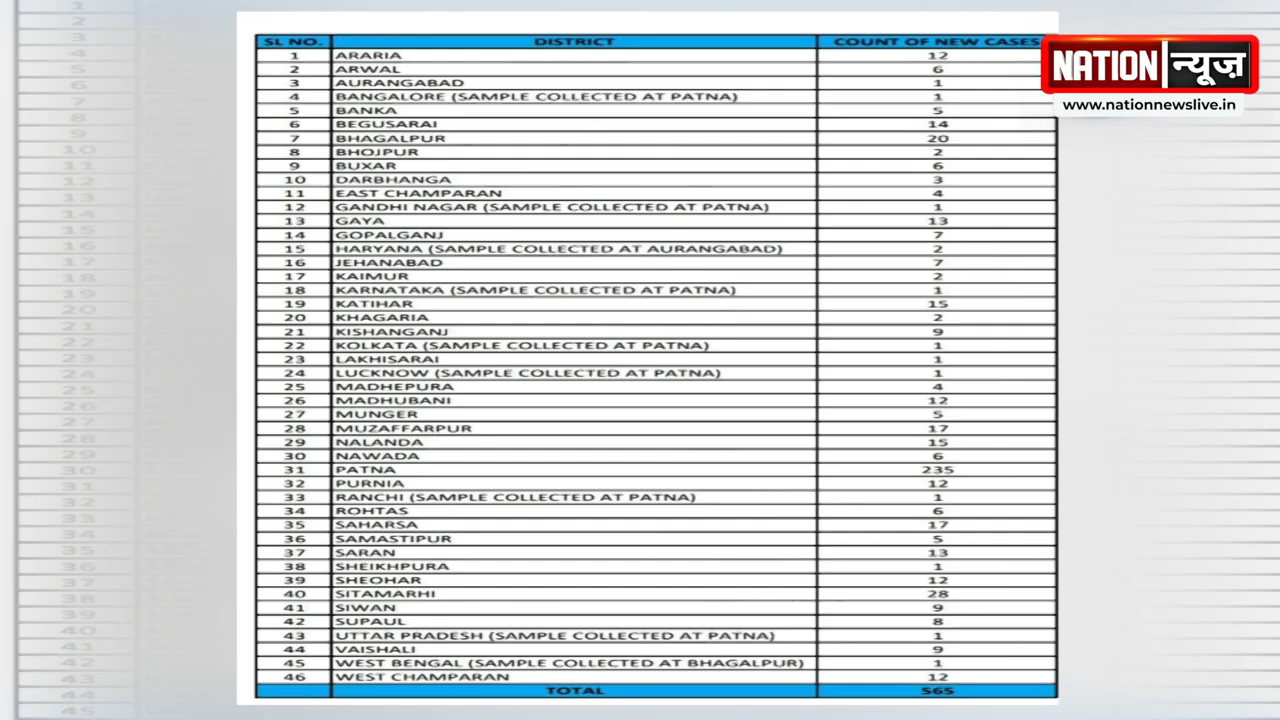 SL NO. DISTRICT COUNT OF NEW CASES
1 ARARIA 12
2 ARWAL 6
3 AURANGABAD 1
4 BANGALORE (SAMPLE COLLECTED AT PATNA) 1
5 BANKA 5
6 BEGUSARAI 14
7 BHAGALPUR 20
8 BHOJPUR 2
9 BUXAR 6
10 DARBHANGA 3
11 EAST CHAMPARAN 4
12 GANDHI NAGAR (SAMPLE COLLECTED AT PATNA) 1
13 GAYA 13
14 GOPALGANJ 7
15 HARYANA (SAMPLE COLLECTED AT AURANGABAD) 2
16 JEHANABAD 7
17 KAIMUR 2
18 KARNATAKA (SAMPLE COLLECTED AT PATNA) 1
19 KATIHAR 15
20 KHAGARIA 2
21 KISHANGANJ 9
22 KOLKATA (SAMPLE COLLECTED AT PATNA) 1
23 LAKHISARAI 1
24 LUCKNOW (SAMPLE COLLECTED AT PATNA) 1
25 MADHEPURA 4
26 MADHUBANI 12
27 MUNGER 5
28 MUZAFFARPUR 17
29 NALANDA 15
30 NAWADA 6
31 PATNA 235
32 PURNIA 12
33 RANCHI (SAMPLE COLLECTED AT PATNA) 1
34 ROHTAS 6
35 SAHARSA 17
36 SAMASTIPUR 5
37 SARAN 13
38 SHEIKHPURA 1
39 SHEOHAR 12
40 SITAMARHI 28
41 SIWAN 9
42 SUPAUL 8
43 UTTAR PRADESH (SAMPLE COLLECTED AT PATNA) 1
44 VAISHALI 9
45 WEST BENGAL (SAMPLE COLLECTED AT BHAGALPUR) 1
46 WEST CHAMPARAN 12
TOTAL 565
NATION न्यूज़
www.nationnewslive.in